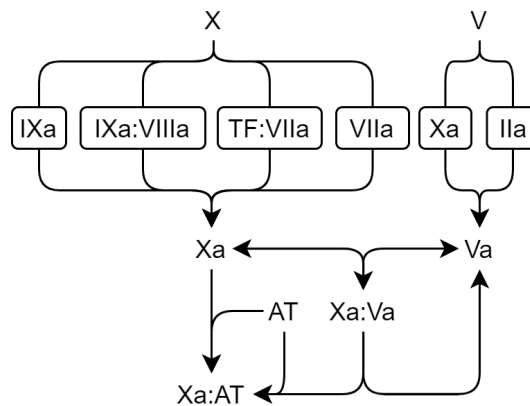 X V
IXa IXa:VIIIa TF:VIIa VIIa Xa IIa
Xa Va
AT Xa:Va
Xa:AT